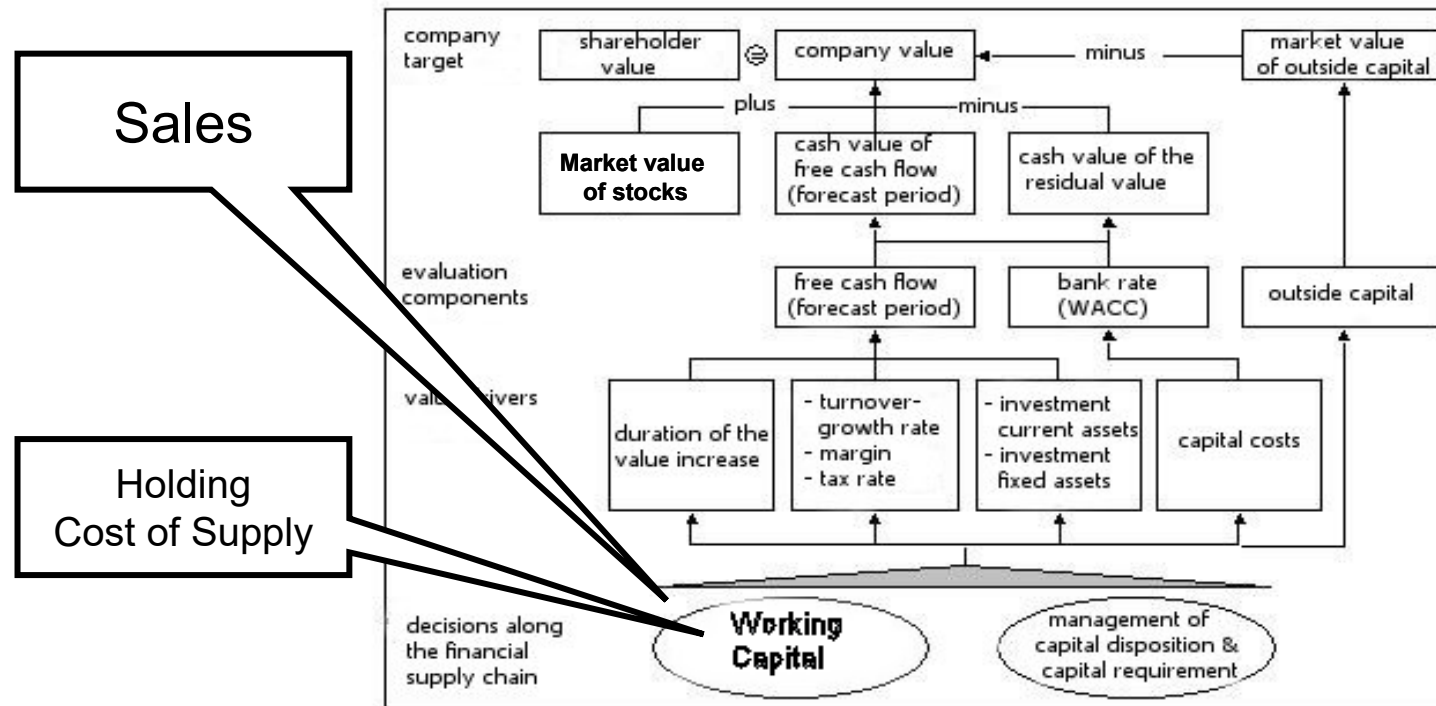 Sales
Holding
Cost of Supply
company
target
shareholder
value
company value
minus
market value
of outside capital
plus
minus
Market value
of stocks
cash value of
free cash flow
(forecast period)
cash value of the
residual value
evaluation
components
free cash flow
(forecast period)
bank rate
(WACC)
outside capital
rivers
duration of the
value increase
- turnover-
growth rate
- margin
- tax rate
- investment
current assets
- investment
fixed assets
capital costs
decisions along
the financial
supply chain
Working
Capital
management of
capital disposition &
capital requirement